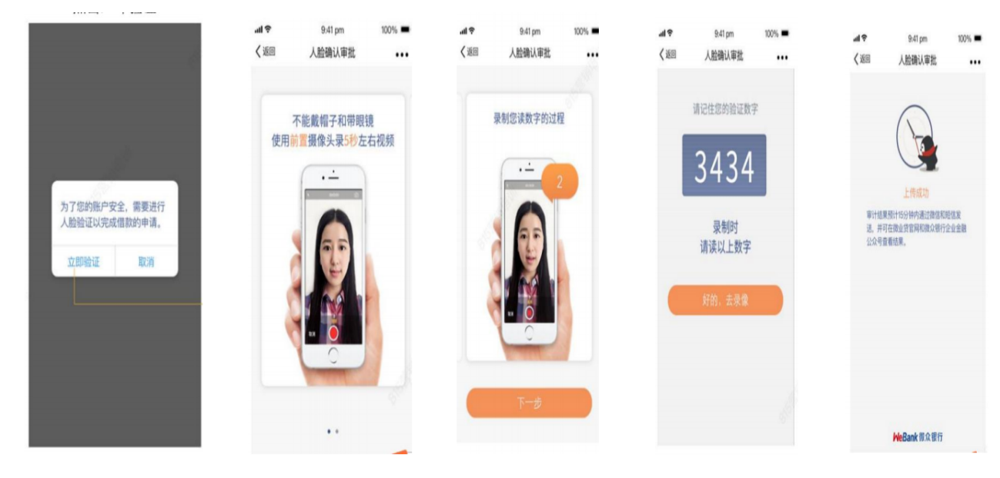 为了您的账户安全，需要进行
人脸验证以完成借款的申请。
立即验证 取消
9:41 pm 100%
返回 人脸确认审批
不能戴帽子和带眼镜
使用前置摄像头录5秒左右视频
取消
9:41 pm 100%
返回 人脸确认审批
录制您读数字的过程
2
取消
下一步
9:41 pm 100%
返回 人脸确认审批
请记住您的验证数字
3434
录制时
请读以上数字
好的，去录像
9:41 pm 100%
返回 人脸确认审批
上传成功
审计结果预计15分钟内通过微信和短信发
送，并可在微业贷官网和微众银行企业金融
公众号查看结果。
WeBank 微众银行